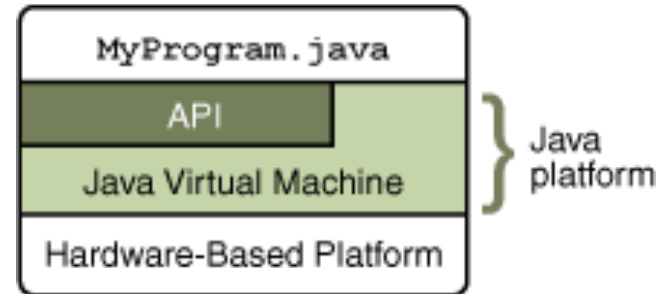 MyProgram.java
API
Java Virtual Machine
Hardware-Based Platform
Java
platform